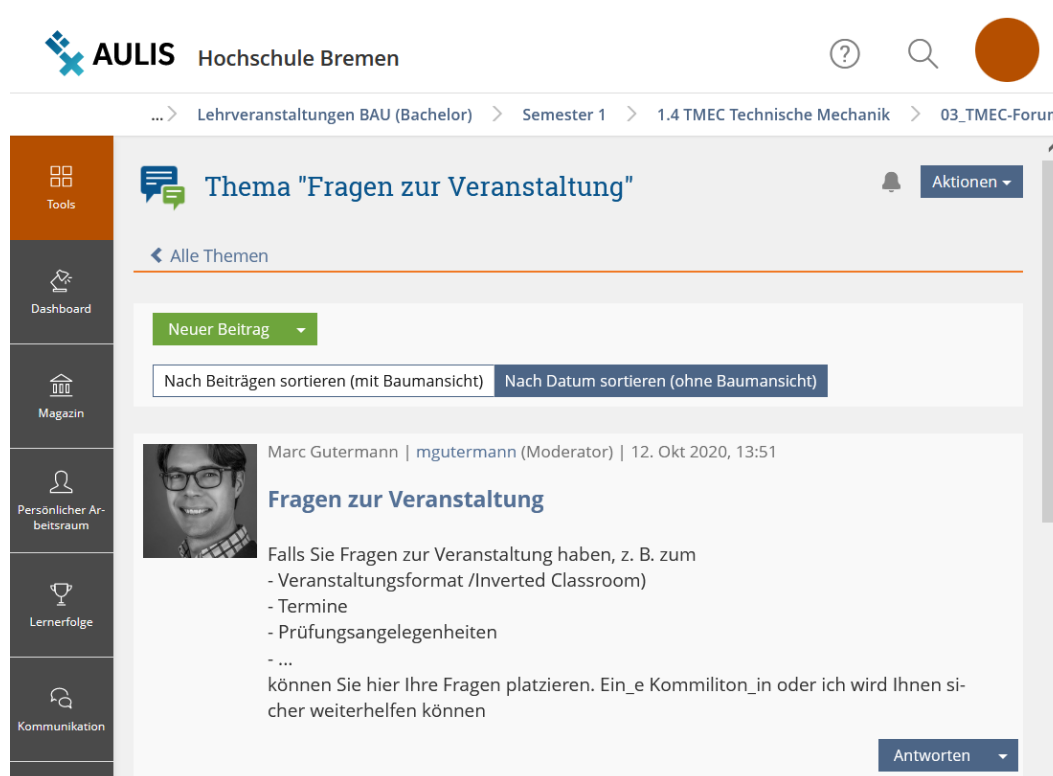 AULIS Hochschule Bremen
... Lehrveranstaltungen BAU (Bachelor) Semester 1 1.4 TMEC Technische Mechanik 03_TMEC-Forum
Tools
Thema "Fragen zur Veranstaltung"
Aktionen
Alle Themen
Dashboard
Neuer Beitrag
Nach Beiträgen sortieren (mit Baumansicht) Nach Datum sortieren (ohne Baumansicht)
Magazin
Marc Gutermann | mgutermann (Moderator) | 12. Okt 2020, 13:51
Fragen zur Veranstaltung
Persönlicher Ar-
beitsraum
Falls Sie Fragen zur Veranstaltung haben, z. B. zum
- Veranstaltungsformat /Inverted Classroom)
- Termine
- Prüfungsangelegenheiten
- ...
können Sie hier Ihre Fragen platzieren. Ein_e Kommiliton_in oder ich wird Ihnen si-
cher weiterhelfen können
Lernerfolge
Kommunikation
Antworten